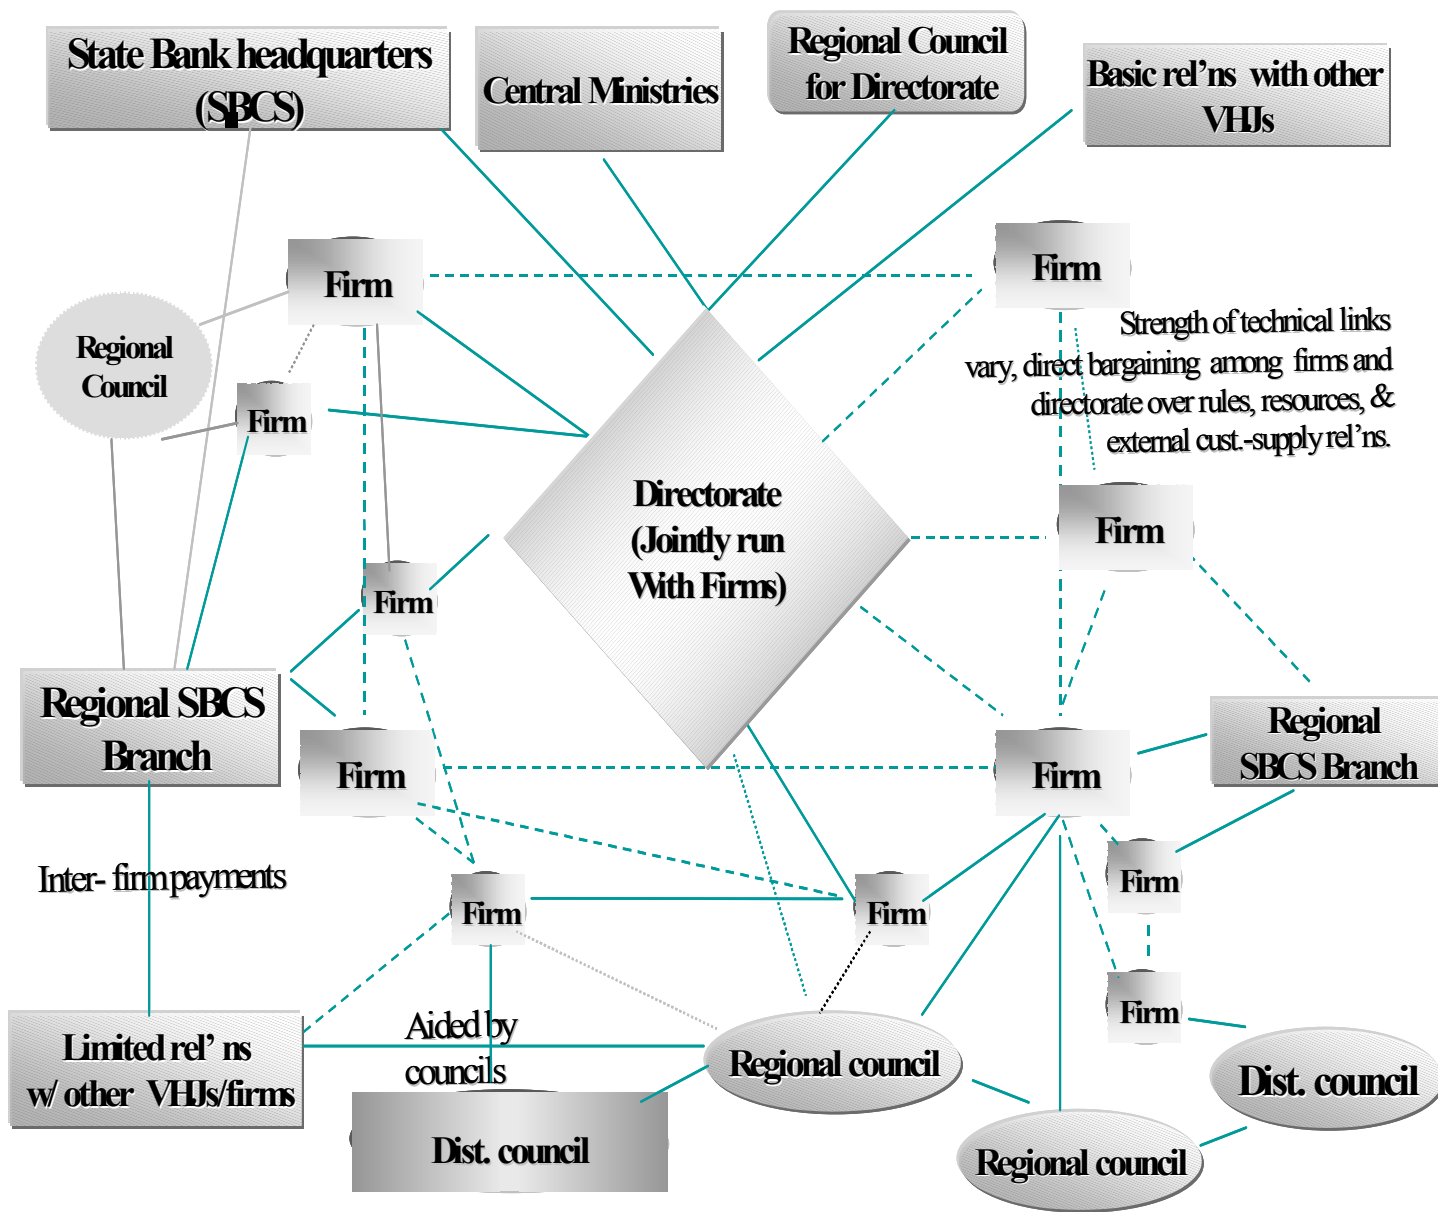 State Bank headquarters
(SBCS)
Central Ministries
Regional Council
for Directorate
Basic rel'ns with other
VHJs
Firm
Firm
Regional
Council
Firm
Strength of technical links
vary, direct bargaining among firms and
directorate over rules, resources, &
external cust.-supply rel'ns.
Directorate
(Jointly run
With Firms)
Firm
Firm
Regional SBCS
Branch
Firm
Firm
Regional
SBCS Branch
Inter- firm payments
Firm
Firm
Firm
Firm
Aided by
councils
Limited rel' ns
w/ other VHJs/firms
Regional council
Dist. council
Dist. council
Regional council